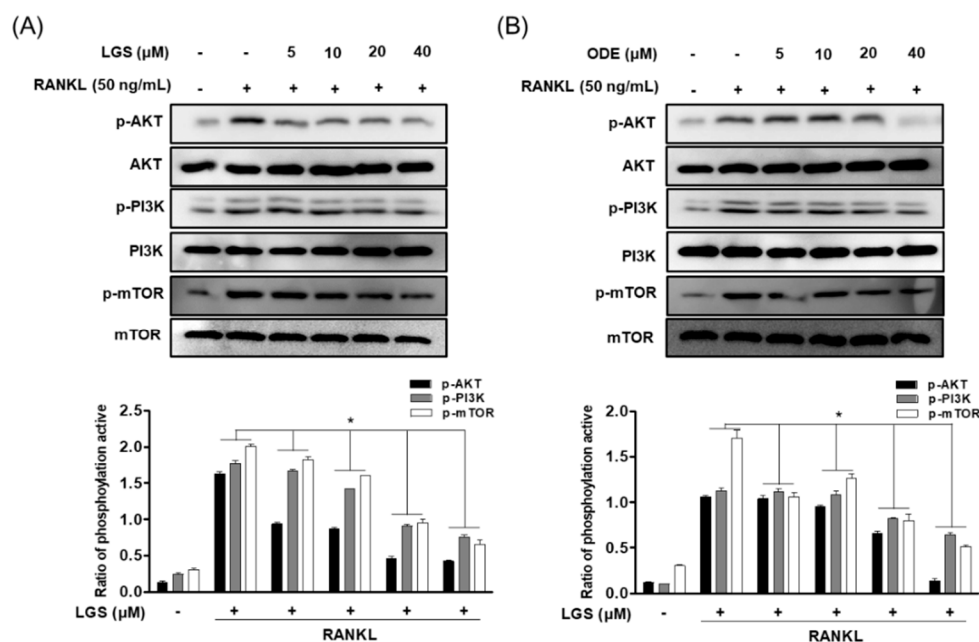 (A)
LGS (µM) - - 5 10 20 40
RANKL (50 ng/mL) - + + + + +
p-AKT
AKT
p-PI3K
PI3K
p-mTOR
mTOR
p-AKT
p-PI3K
p-mTOR
*
Ratio of phosphoylation active
2.5
2.0
1.5
1.0
0.5
0.0
LGS (µM) - + + + + +
RANKL
(B)
ODE (µM) - - 5 10 20 40
RANKL (50 ng/mL) - + + + + +
p-AKT
AKT
p-PI3K
PI3K
p-mTOR
mTOR
p-AKT
p-PI3K
p-mTOR
*
Ratio of phosphoylation active
2.0
1.5
1.0
0.5
0.0
LGS (µM) - + + + + +
RANKL